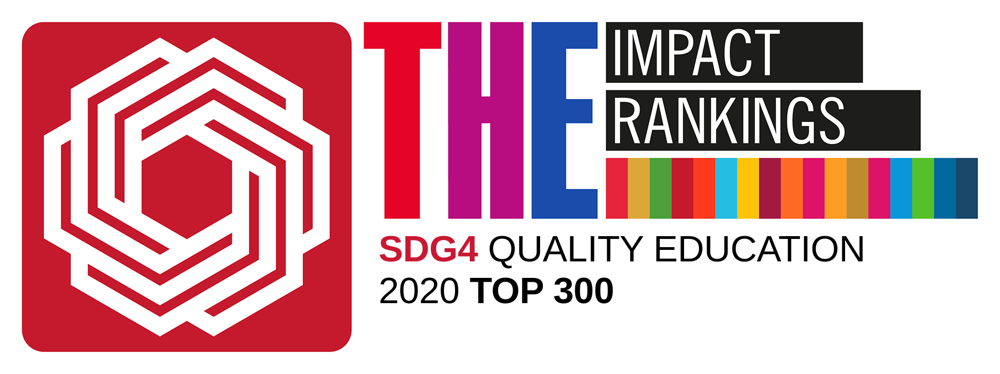 THE IMPACT
RANKINGS
SDG4 QUALITY EDUCATION
2020 TOP 300